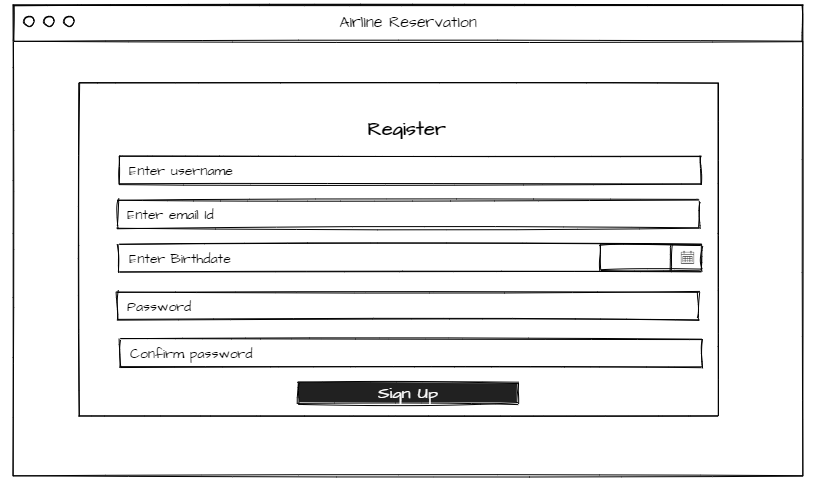 Airline Reservation
Register
Enter username
Enter email id
Enter Birthdate
Password
Confirm password
Sign Up